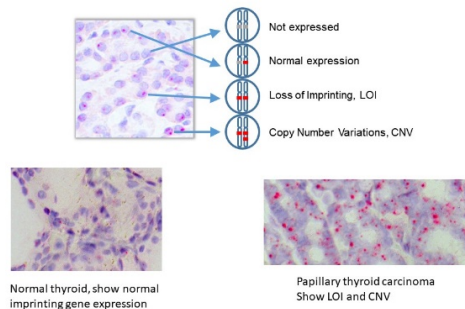 Not expressed
Normal expression
Loss of Imprinting, LOI
Copy Number Variations, CNV
Normal thyroid, show normal
imprinting gene expression
Papillary thyroid carcinoma
Show LOI and CNV